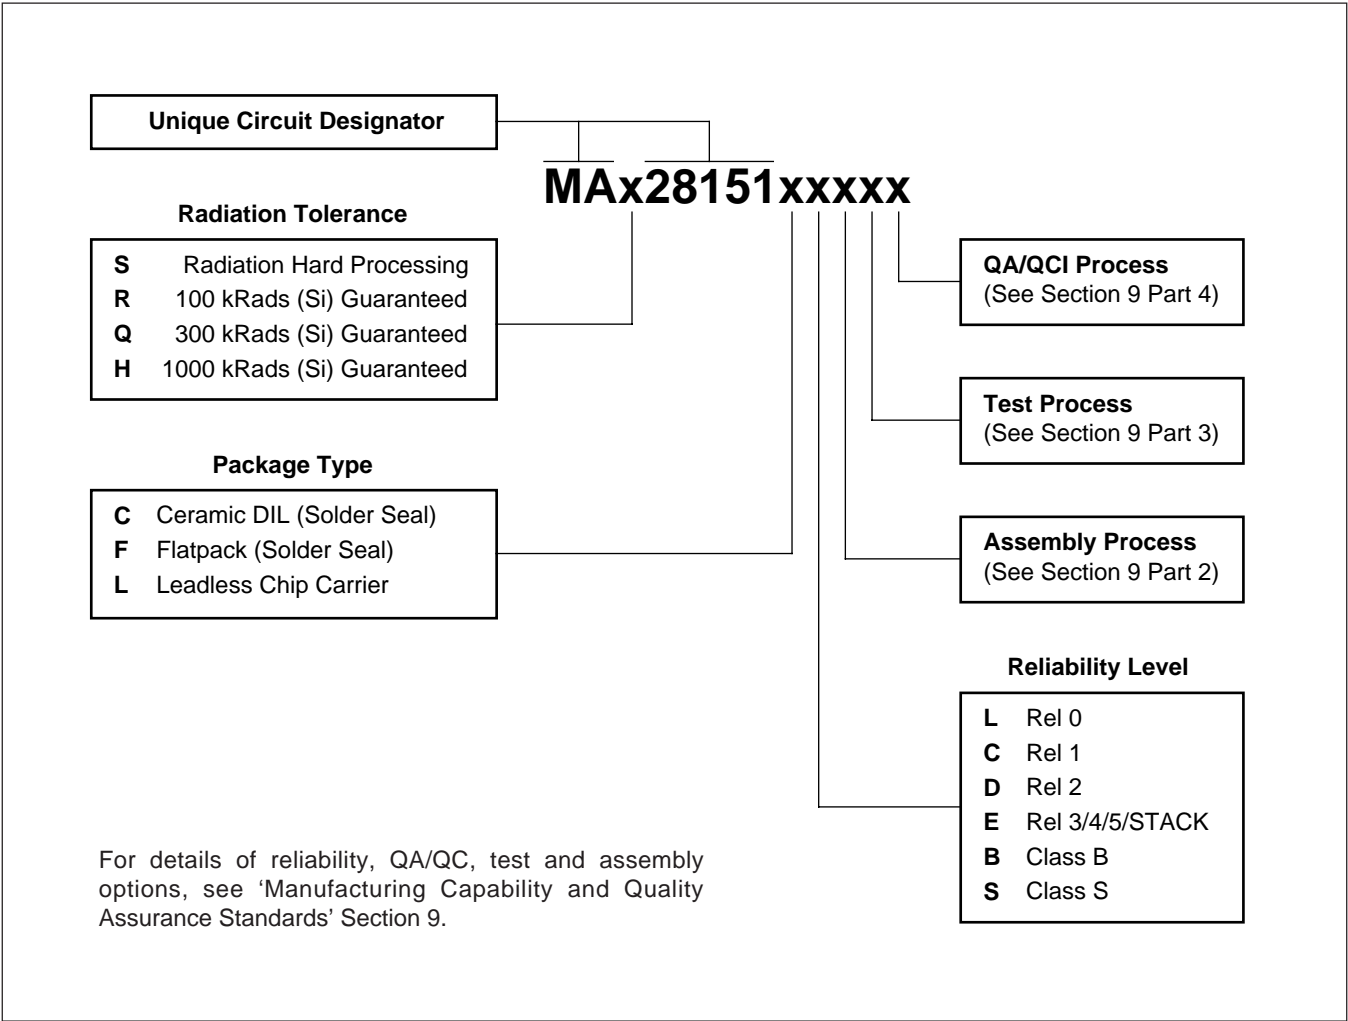 Unique Circuit Designator
MAx28151xxxxx
Radiation Tolerance
S Radiation Hard Processing
R 100 kRads (Si) Guaranteed
Q 300 kRads (Si) Guaranteed
H 1000 kRads (Si) Guaranteed
Package Type
C Ceramic DIL (Solder Seal)
F Flatpack (Solder Seal)
L Leadless Chip Carrier
QA/QCI Process
(See Section 9 Part 4)
Test Process
(See Section 9 Part 3)
Assembly Process
(See Section 9 Part 2)
Reliability Level
L Rel 0
C Rel 1
D Rel 2
E Rel 3/4/5/STACK
B Class B
S Class S
For details of reliability, QA/QC, test and assembly
options, see ‘Manufacturing Capability and Quality
Assurance Standards’ Section 9.